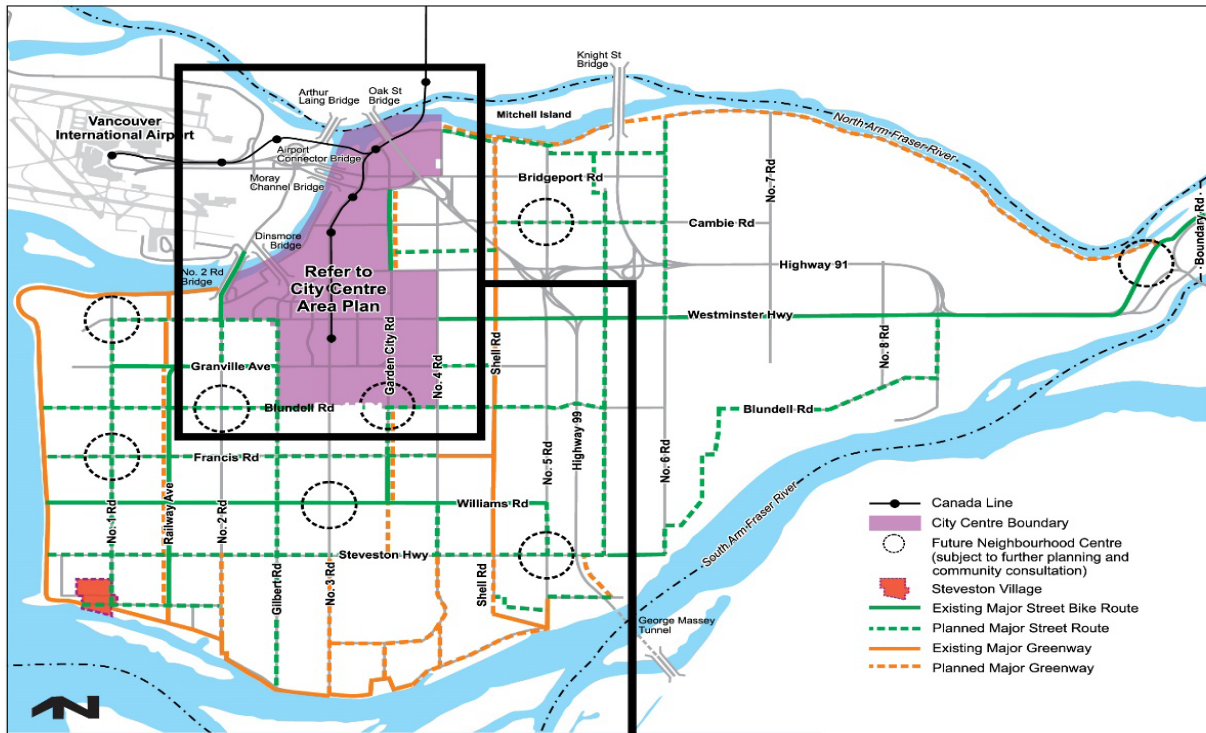 Knight St
Bridge
Arthur
Laing Bridge
Oak St
Bridge
Mitchell Island
Vancouver
International Airport
North Arm Fraser River
Airport
Connector Bridge
Moray
Channel Bridge
Bridgeport Rd
No. 7 Rd
Boundary Rd
Cambie Rd
Dinsmore
Bridge
No. 2 Rd
Bridge
Refer to
City Centre
Area Plan
Highway 91
Westminster Hwy
Garden City Rd
No. 4 Rd
Shell Rd
No. 8 Rd
Granville Ave
Blundell Rd
Blundell Rd
Francis Rd
No. 5 Rd
Highway 99
No. 6 Rd
No. 1 Rd
Railway Ave
No. 2 Rd
Williams Rd
Steveston Hwy
Gilbert Rd
No. 3 Rd
Shell Rd
South Arm Fraser River
George Massey
Tunnel
Canada Line
City Centre Boundary
Future Neighbourhood Centre
(subject to further planning and
community consultation)
Steveston Village
Existing Major Street Bike Route
Planned Major Street Route
Existing Major Greenway
Planned Major Greenway
N